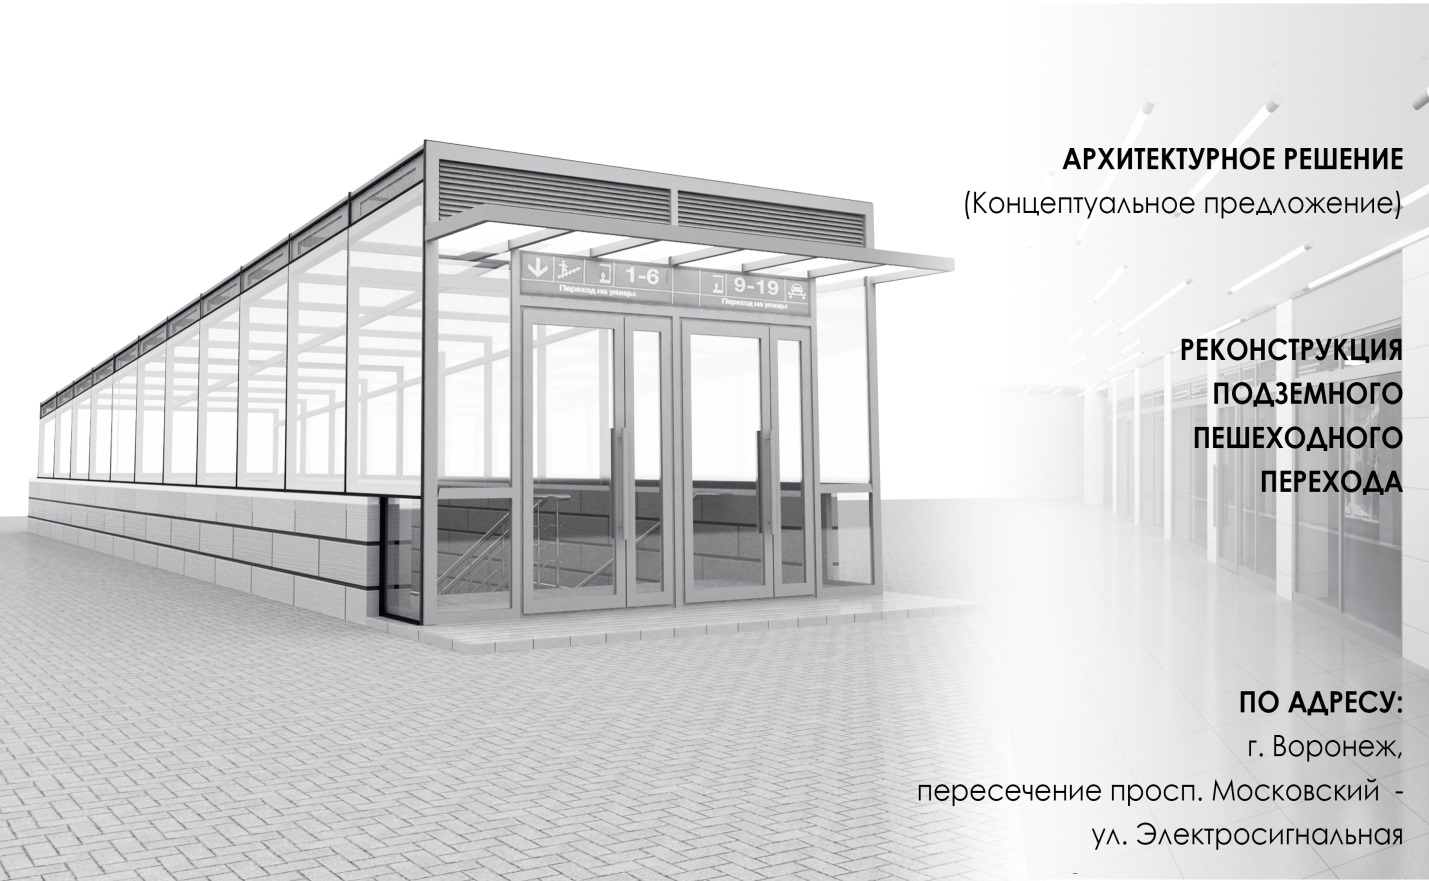 1-6
Переход на улицы
9-19
Переход на улицы
АРХИТЕКТУРНОЕ РЕШЕНИЕ
(Концептуальное предложение)
РЕКОНСТРУКЦИЯ
ПОДЗЕМНОГО
ПЕШЕХОДНОГО
ПЕРЕХОДА
ПО АДРЕСУ:
г. Воронеж,
пересечение просп. Московский -
ул. Электросигнальная